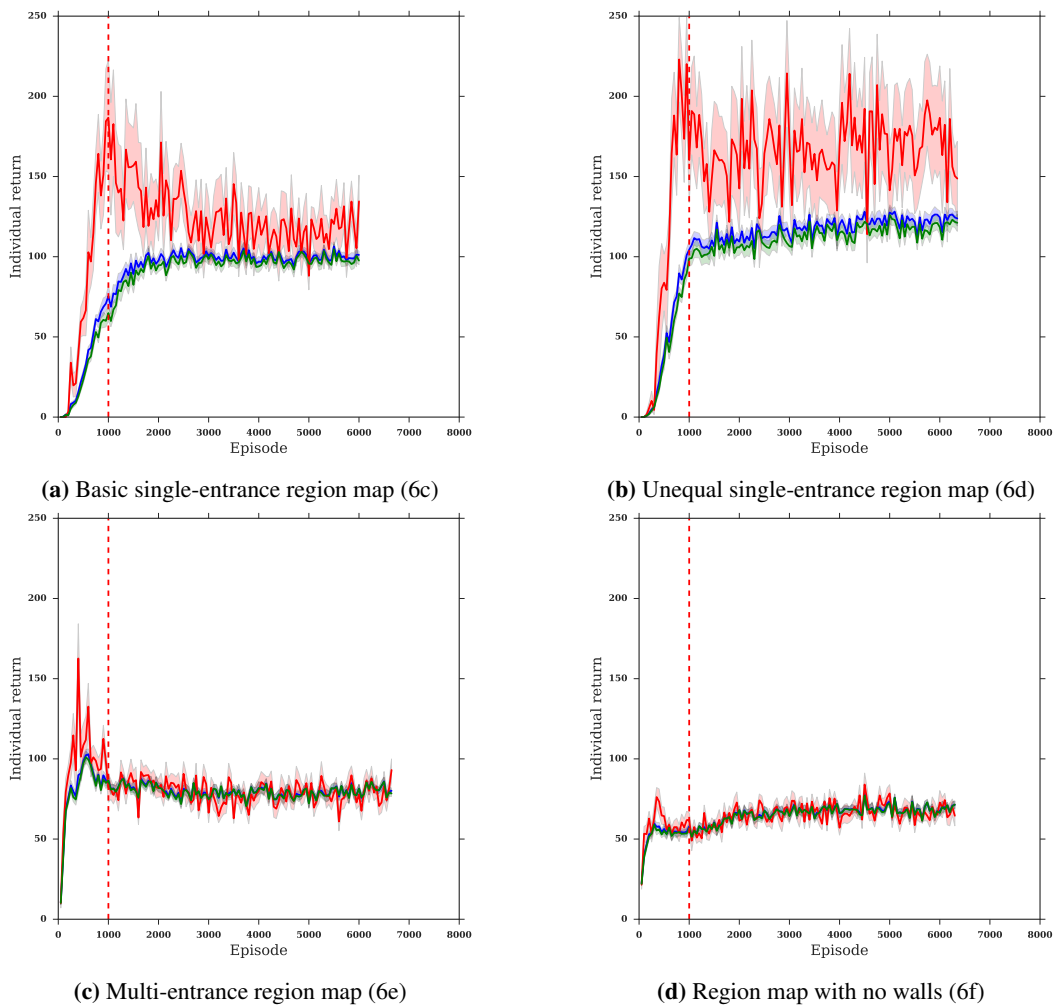 250
200
150
100
50
0
Individual return
0 1000 2000 3000 4000 5000 6000 7000 8000
Episode
(a) Basic single-entrance region map (6c)
250
200
150
100
50
0
Individual return
0 1000 2000 3000 4000 5000 6000 7000 8000
Episode
(b) Unequal single-entrance region map (6d)
250
200
150
100
50
0
Individual return
0 1000 2000 3000 4000 5000 6000 7000 8000
Episode
(c) Multi-entrance region map (6e)
250
200
150
100
50
0
Individual return
0 1000 2000 3000 4000 5000 6000 7000 8000
Episode
(d) Region map with no walls (6f)